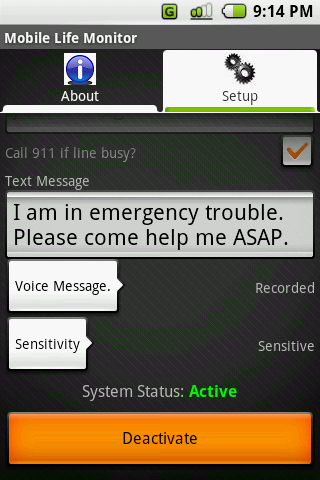 9:14 PM
Mobile Life Monitor
About
Setup
Call 911 if line busy?
Text Message
I am in emergency trouble.
Please come help me ASAP.
Voice Message.
Recorded
Sensitivity
Sensitive
System Status: Active
Deactivate